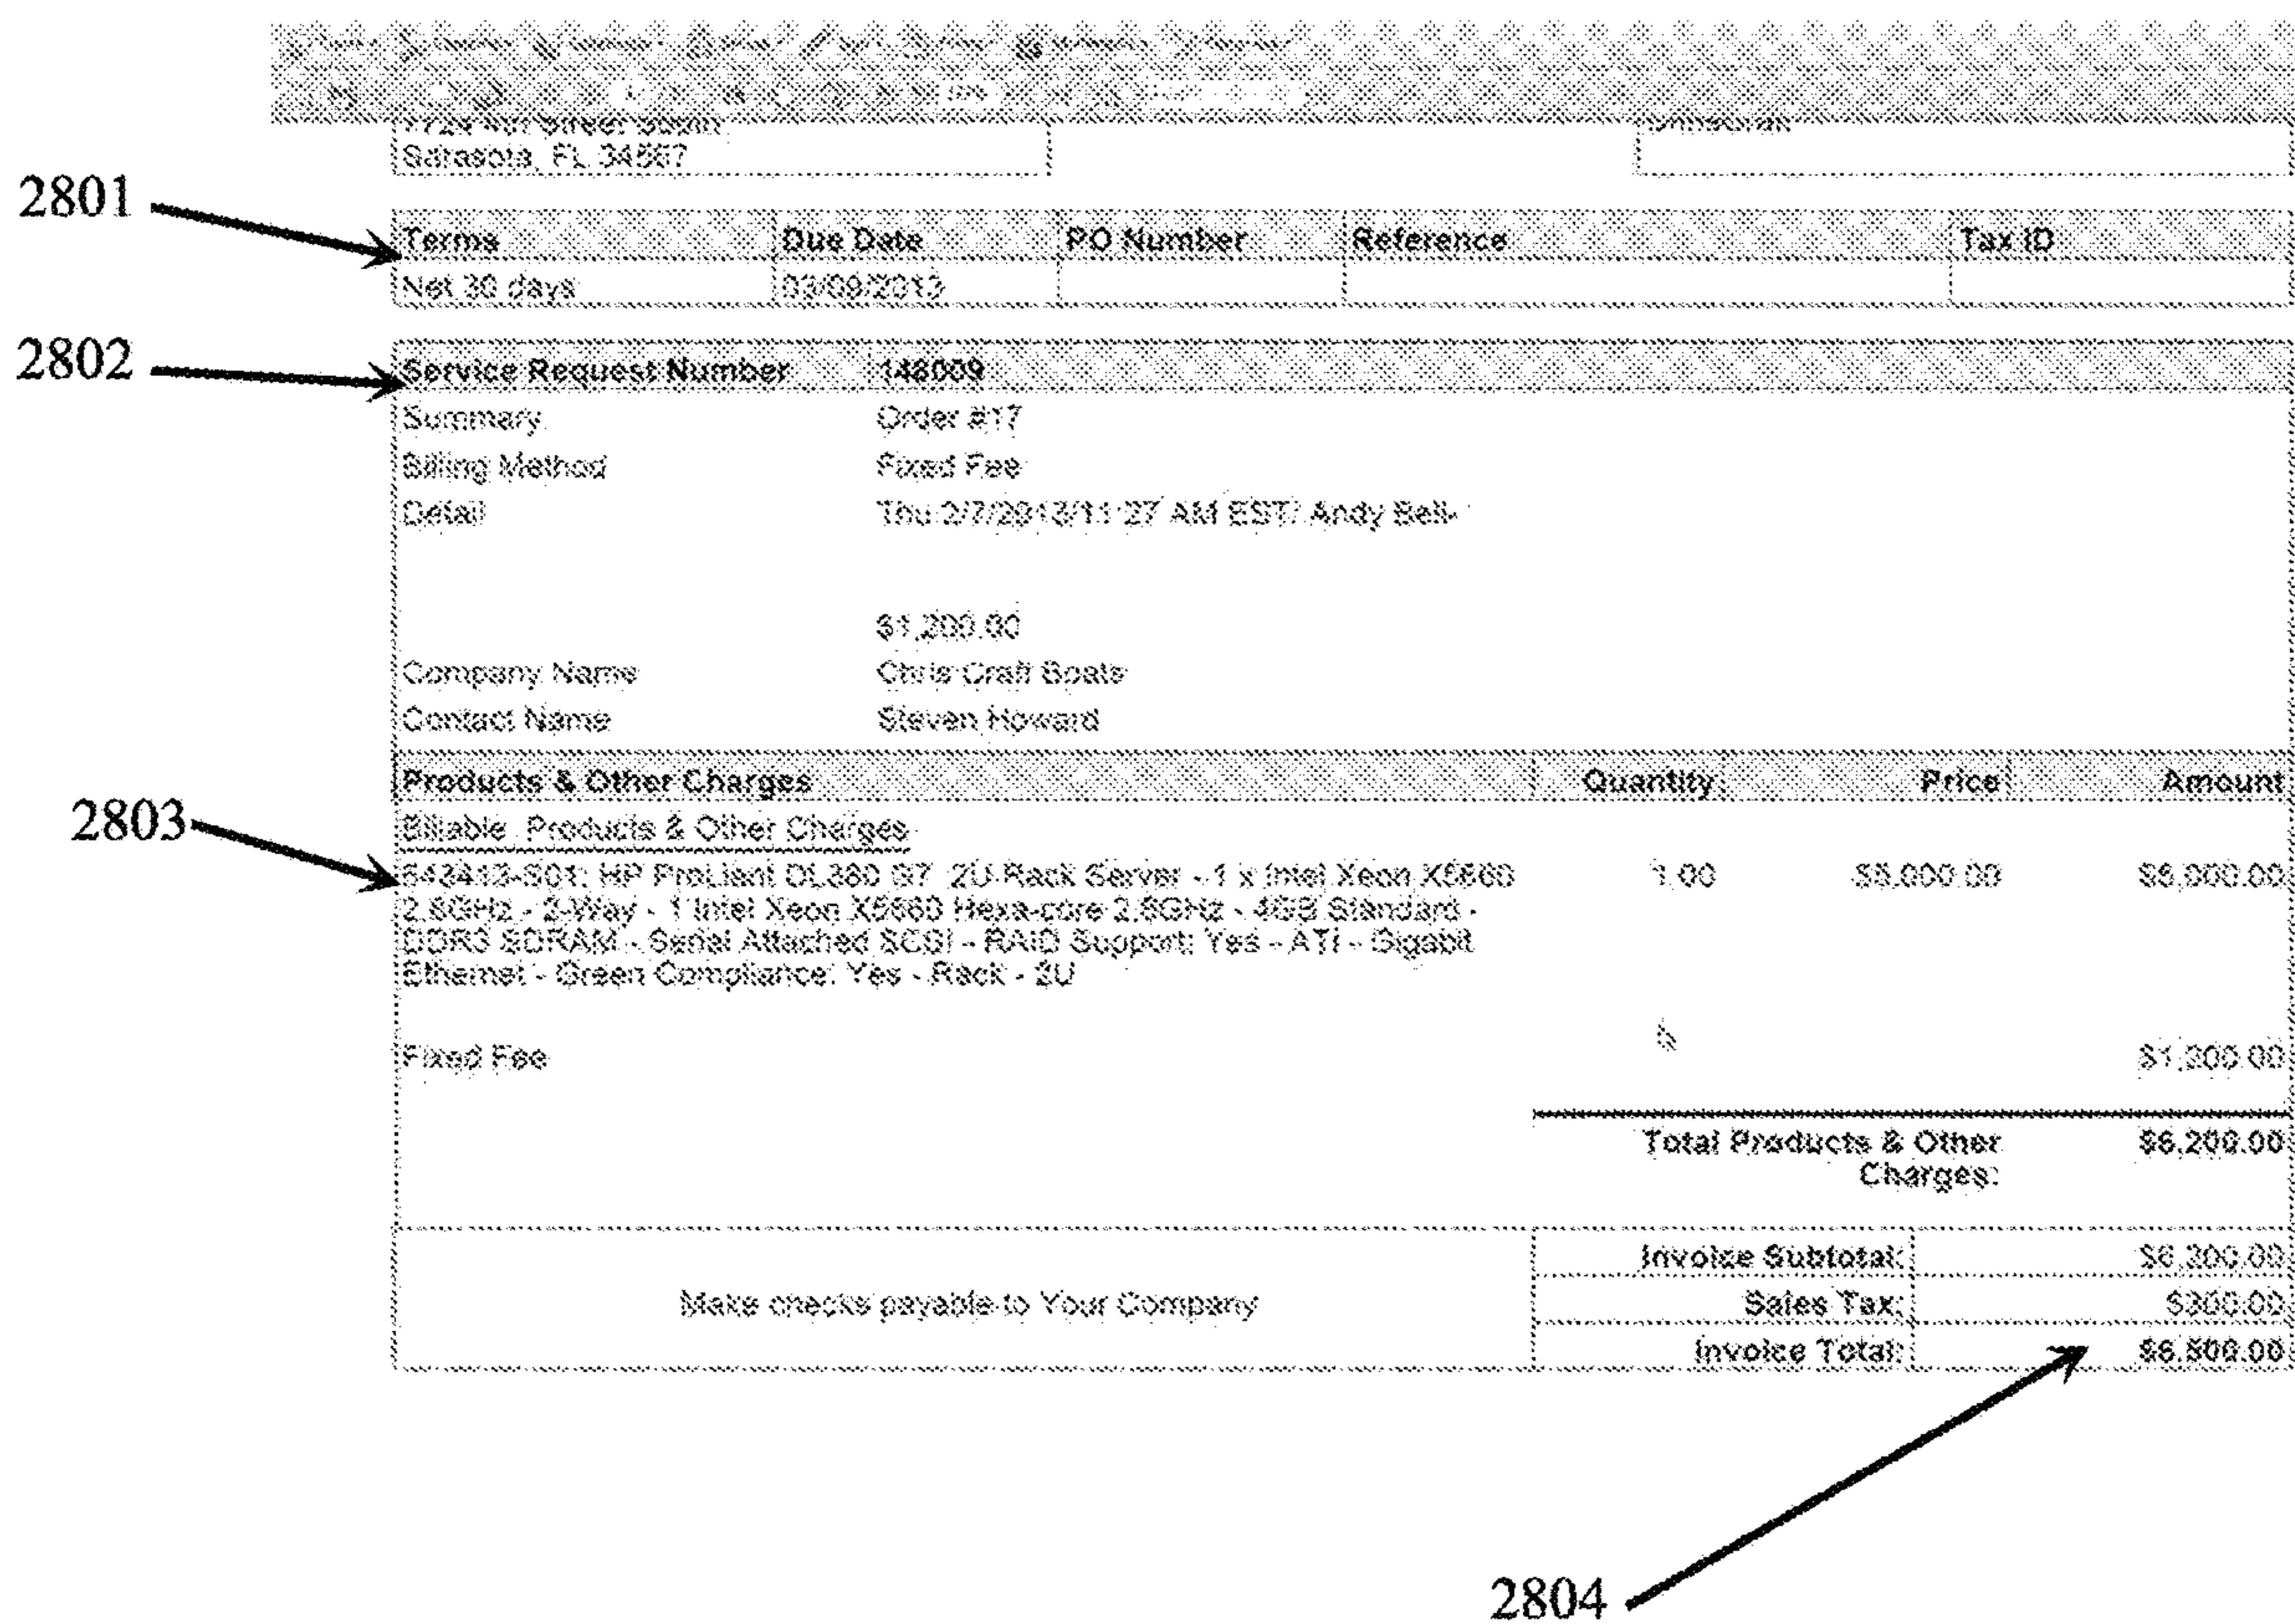 Sarasota, FL 34567
2801
Terms Due Date PO Number Reference Tax ID
Net 30 days 03/09/2013
2802
Service Request Number 148009
Summary Order #17
Billing Method Fixed Fee
Detail Thu 2/7/2013/11:27 AM EST/ Andy Bell-
$1,200.00
Company Name Chris Craft Boats
Contact Name Steven Howard
Products & Other Charges Quantity Price Amount
2803
Billable Products & Other Charges
HP ProLiant DL380 G7 2U Rack Server - 1 x Intel Xeon X5660 1.00 $5,000.00 $5,000.00
2.8GHz - 2-Way - 1 Intel Xeon X5660 Hexa-core 2.8GHz - 4GB Standard -
DDR3 SDRAM - Serial Attached SCSI - RAID Support: Yes - ATI - Gigabit
Ethernet - Green Compliance: Yes - Rack - 2U
Fixed Fee $1,200.00
Total Products & Other $6,200.00
Charges:
Invoice Subtotal: $6,200.00
Make checks payable to Your Company
Sales Tax: $300.00
Invoice Total: $6,500.00
2804